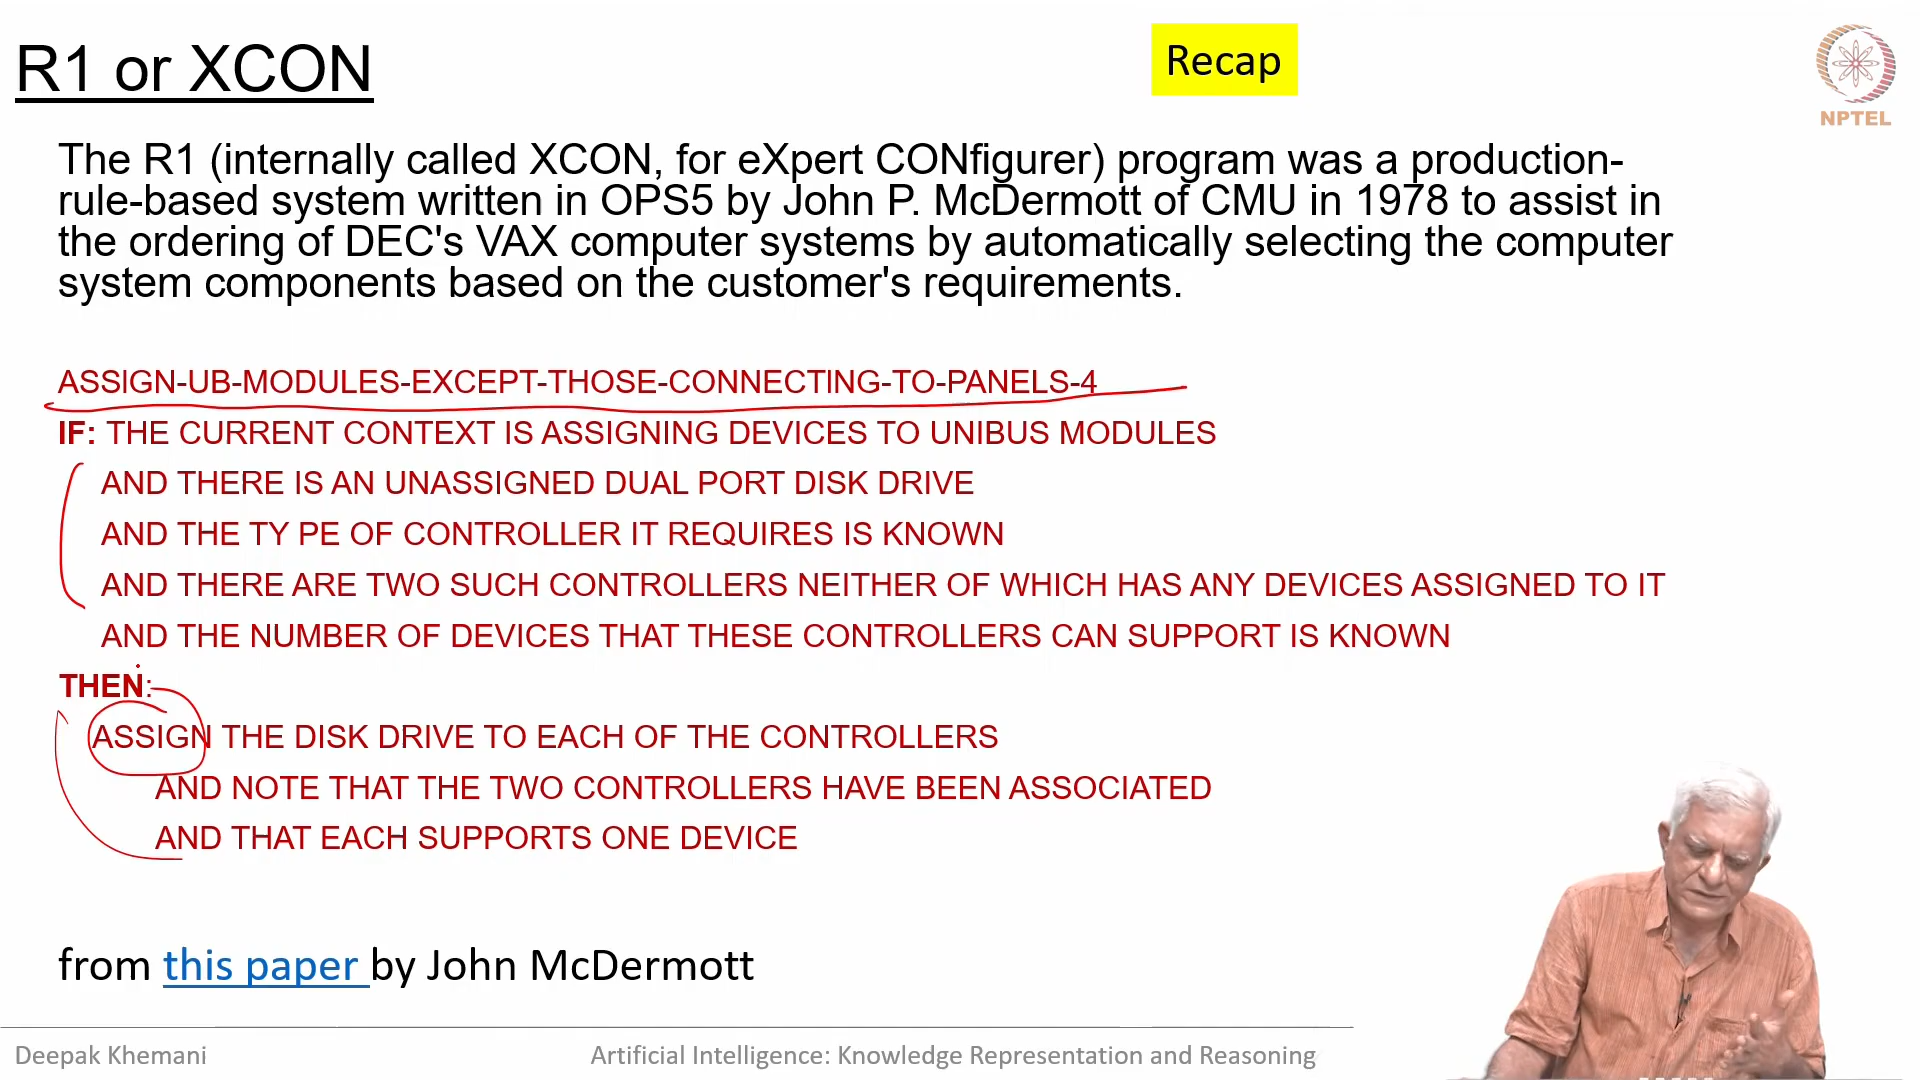 R1 or XCON
Recap
NPTEL
The R1 (internally called XCON, for eXpert CONfigurer) program was a production-
rule-based system written in OPS5 by John P. McDermott of CMU in 1978 to assist in
the ordering of DEC's VAX computer systems by automatically selecting the computer
system components based on the customer's requirements.
ASSIGN-UB-MODULES-EXCEPT-THOSE-CONNECTING-TO-PANELS-4
IF: THE CURRENT CONTEXT IS ASSIGNING DEVICES TO UNIBUS MODULES
AND THERE IS AN UNASSIGNED DUAL PORT DISK DRIVE
AND THE TY PE OF CONTROLLER IT REQUIRES IS KNOWN
AND THERE ARE TWO SUCH CONTROLLERS NEITHER OF WHICH HAS ANY DEVICES ASSIGNED TO IT
AND THE NUMBER OF DEVICES THAT THESE CONTROLLERS CAN SUPPORT IS KNOWN
THEN:
ASSIGN THE DISK DRIVE TO EACH OF THE CONTROLLERS
AND NOTE THAT THE TWO CONTROLLERS HAVE BEEN ASSOCIATED
AND THAT EACH SUPPORTS ONE DEVICE
from this paper by John McDermott
Deepak Khemani
Artificial Intelligence: Knowledge Representation and Reasoning